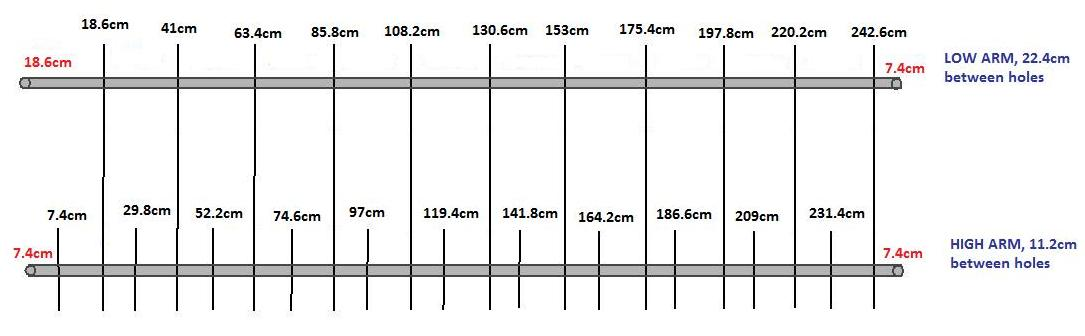 18.6cm 41cm 63.4cm 85.8cm 108.2cm 130.6cm 153cm 175.4cm 197.8cm 220.2cm 242.6cm
18.6cm 7.4cm
LOW ARM, 22.4cm
between holes
7.4cm 29.8cm 52.2cm 74.6cm 97cm 119.4cm 141.8cm 164.2cm 186.6cm 209cm 231.4cm
7.4cm 7.4cm
HIGH ARM, 11.2cm
between holes